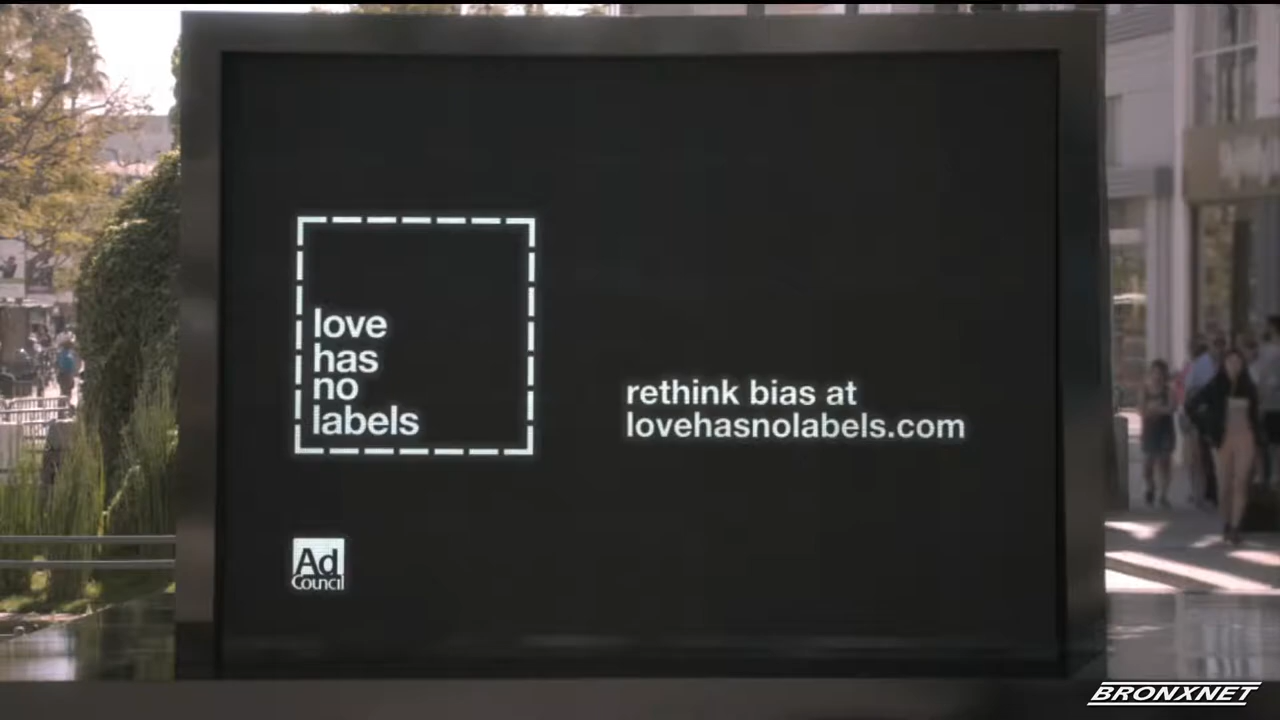 love
has
no
labels
rethink bias at
lovehasnolabels.com
Ad
Council
BRONXNET